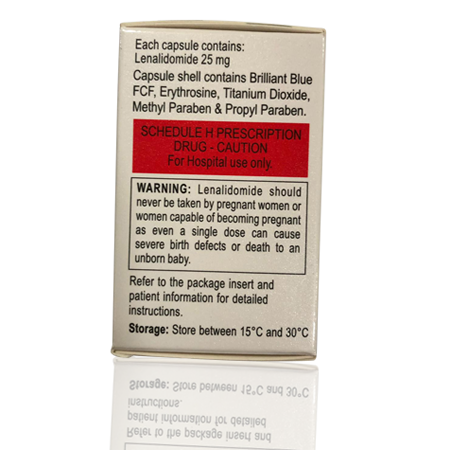 Each capsule contains:
Lenalidomide 25 mg
Capsule shell contains Brilliant Blue
FCF, Erythrosine, Titanium Dioxide,
Methyl Paraben & Propyl Paraben.
SCHEDULE H PRESCRIPTION
DRUG - CAUTION
For Hospital use only.
WARNING: Lenalidomide should
never be taken by pregnant women or
women capable of becoming pregnant
as even a single dose can cause
severe birth defects or death to an
unborn baby.
Refer to the package insert and
patient information for detailed
instructions.
Storage: Store between 15°C and 30°C